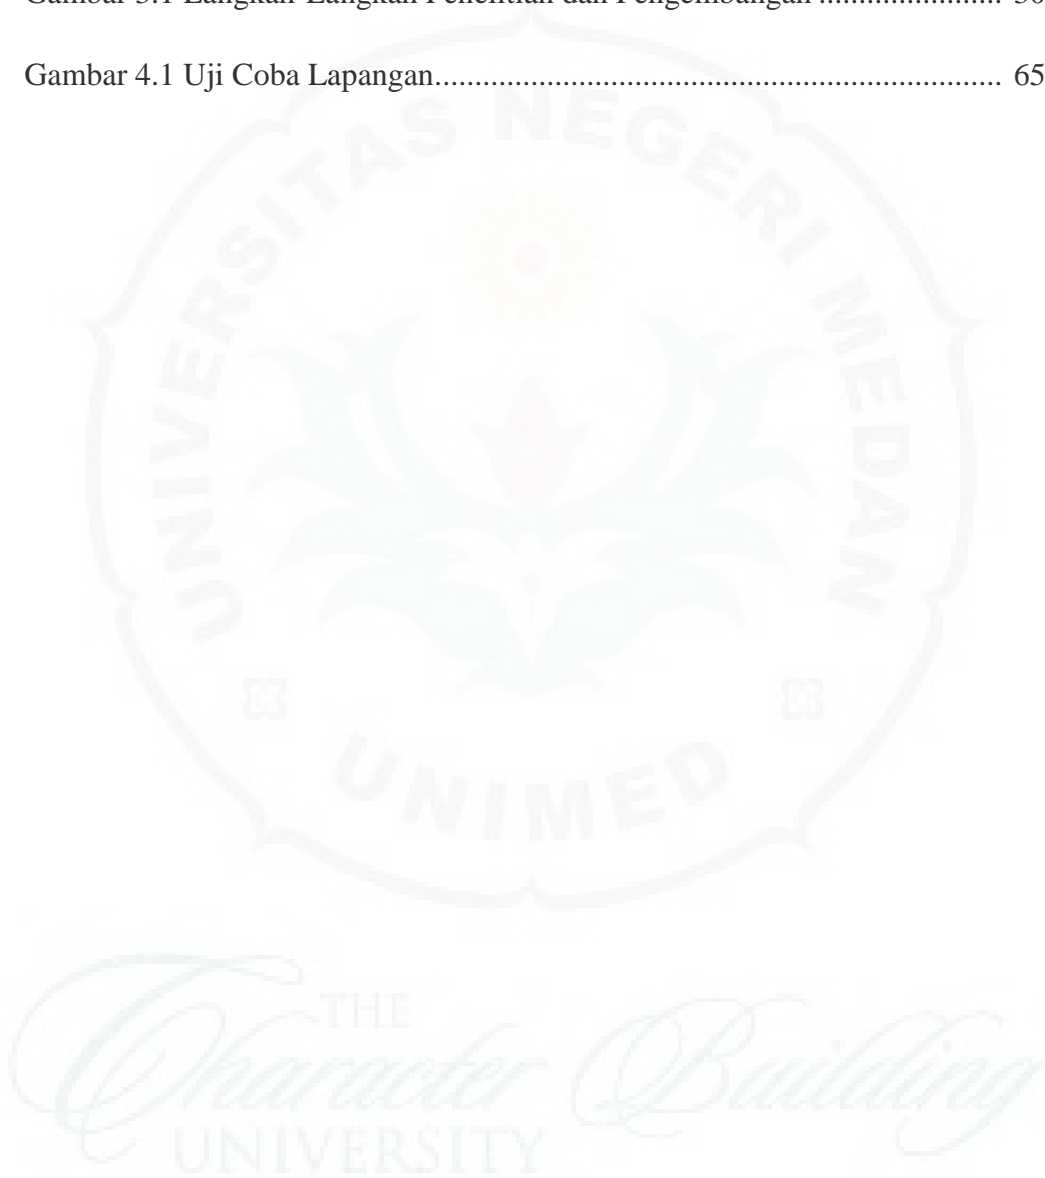 Gambar 3.1 Langkah-Langkah Penelitian dan Pengembangan .......................
Gambar 4.1 Uji Coba Lapangan....................................................................... 65
UNIVERSITAS NEGERI MEDAN
UNIMED
THE
Character Building
UNIVERSITY